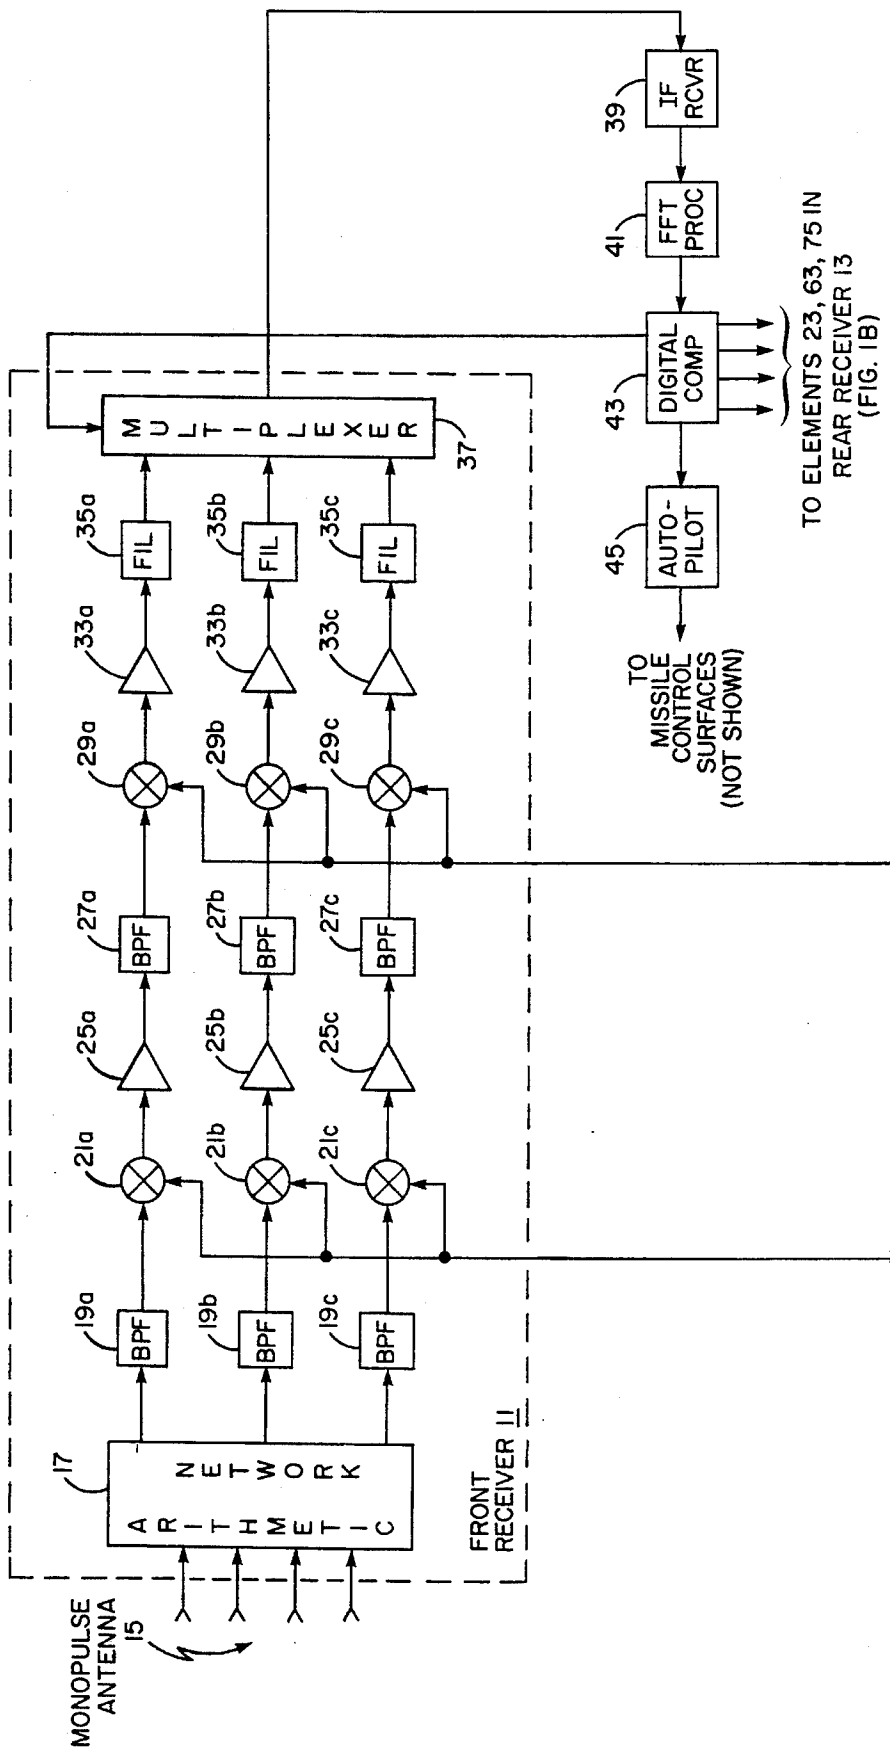 MONOPULSE
ANTENNA
15
17
ARITHMETIC
NETWORK
FRONT
RECEIVER 11
19a
BPF
19b
BPF
19c
BPF
21a
21b
21c
25a
25b
25c
27a
BPF
27b
BPF
27c
BPF
29a
29b
29c
33a
33b
33c
35a
FIL
35b
FIL
35c
FIL
MULTIPLEXER
37
39
IF
RCVR
41
FFT
PROC
43
DIGITAL
COMP
45
AUTO-
PILOT
TO
MISSILE
CONTROL
SURFACES
(NOT SHOWN)
TO ELEMENTS 23, 63, 75 IN
REAR RECEIVER 13
(FIG. 1B)